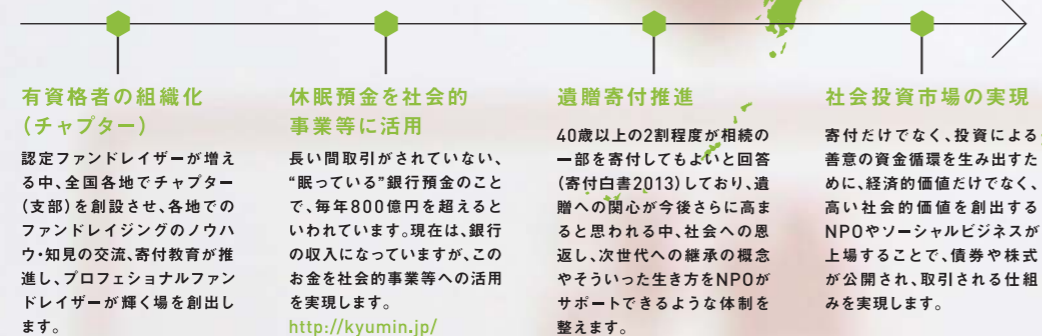 有資格者の組織化
（チャプター）
認定ファンドレイザーが増え
る中、全国各地でチャプター
（支部）を創設させ、各地での
ファンドレイジングのノウハ
ウ・知見の交流、寄付教育が推
進し、プロフェショナルファン
ドレイザーが輝く場を創出し
ます。
休眠預金を社会的
事業等に活用
長い間取引がされていない、
“眠っている”銀行預金のこと
で、毎年800億円を超えると
いわれています。現在は、銀行
の収入になっていますが、この
お金を社会的事業等への活用
を実現します。
http://kyumin.jp/
遺贈寄付推進
40歳以上の2割程度が相続の
一部を寄付してもよいと回答
（寄付白書2013）しており、遺
贈への関心が今後さらに高ま
ると思われる中、社会への恩
返し、次世代への継承の概念
やそういった生き方をNPOが
サポートできるような体制を
整えます。
社会投資市場の実現
寄付だけでなく、投資による
善意の資金循環を生み出すた
めに、経済的価値だけでなく、
高い社会的価値を創出する
NPOやソーシャルビジネスが
上場することで、債券や株式
が公開され、取引される仕組
みを実現します。